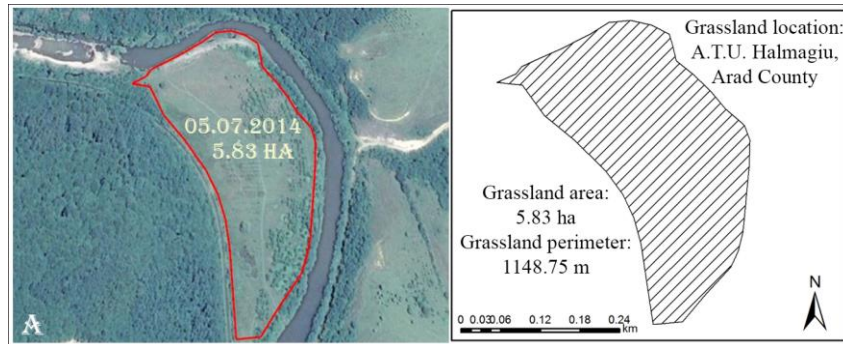 05.07.2014
5.83 HA
A
Grassland location:
A.T.U. Halmagiu,
Arad County
Grassland area:
5.83 ha
Grassland perimeter:
1148.75 m
N
0 0.03 0.06 0.12 0.18 0.24
km